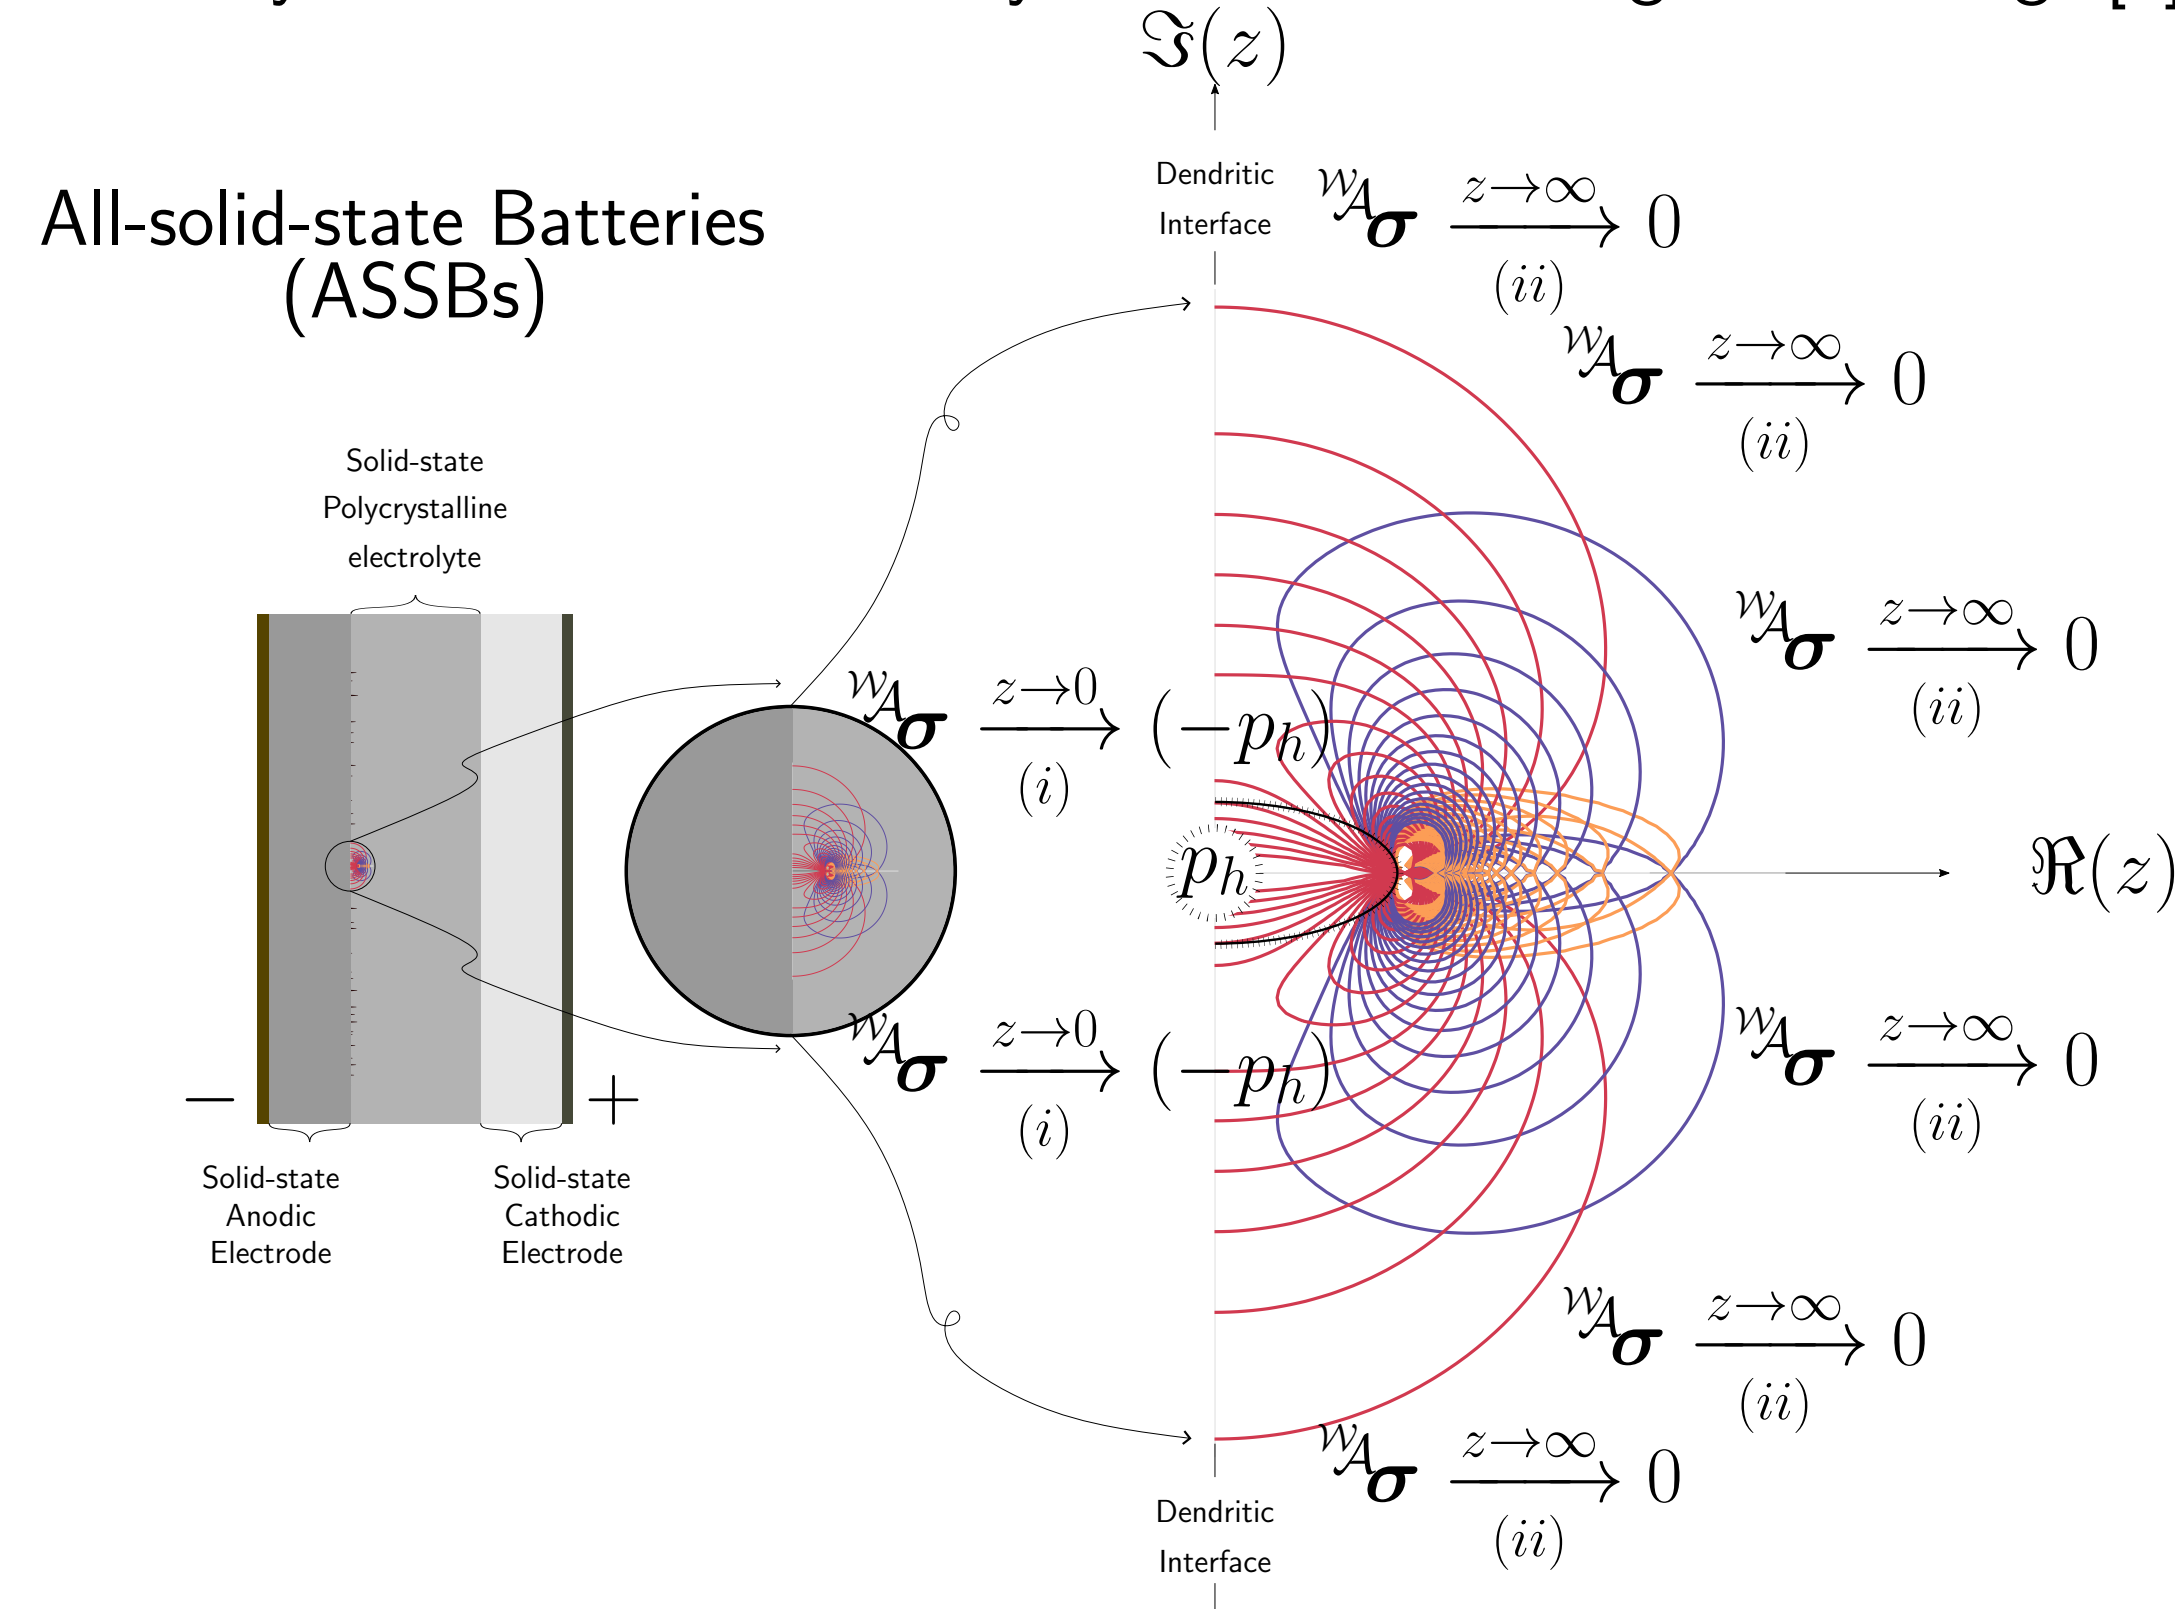 ℑ(z)
Dendritic
Interface
𝒲𝒜σ z→∞ (ii) 0
All-solid-state Batteries
(ASSBs)
𝒲𝒜σ z→∞ (ii) 0
Solid-state
Polycrystalline
electrolyte
𝒲𝒜σ z→∞ (ii) 0
𝒲𝒜σ z→0 (i) (−pₕ)
pₕ
ℜ(z)
𝒲𝒜σ z→0 (i) (−pₕ)
𝒲𝒜σ z→∞ (ii) 0
− +
Solid-state
Anodic
Electrode
Solid-state
Cathodic
Electrode
𝒲𝒜σ z→∞ (ii) 0
𝒲𝒜σ z→∞ (ii) 0
Dendritic
Interface